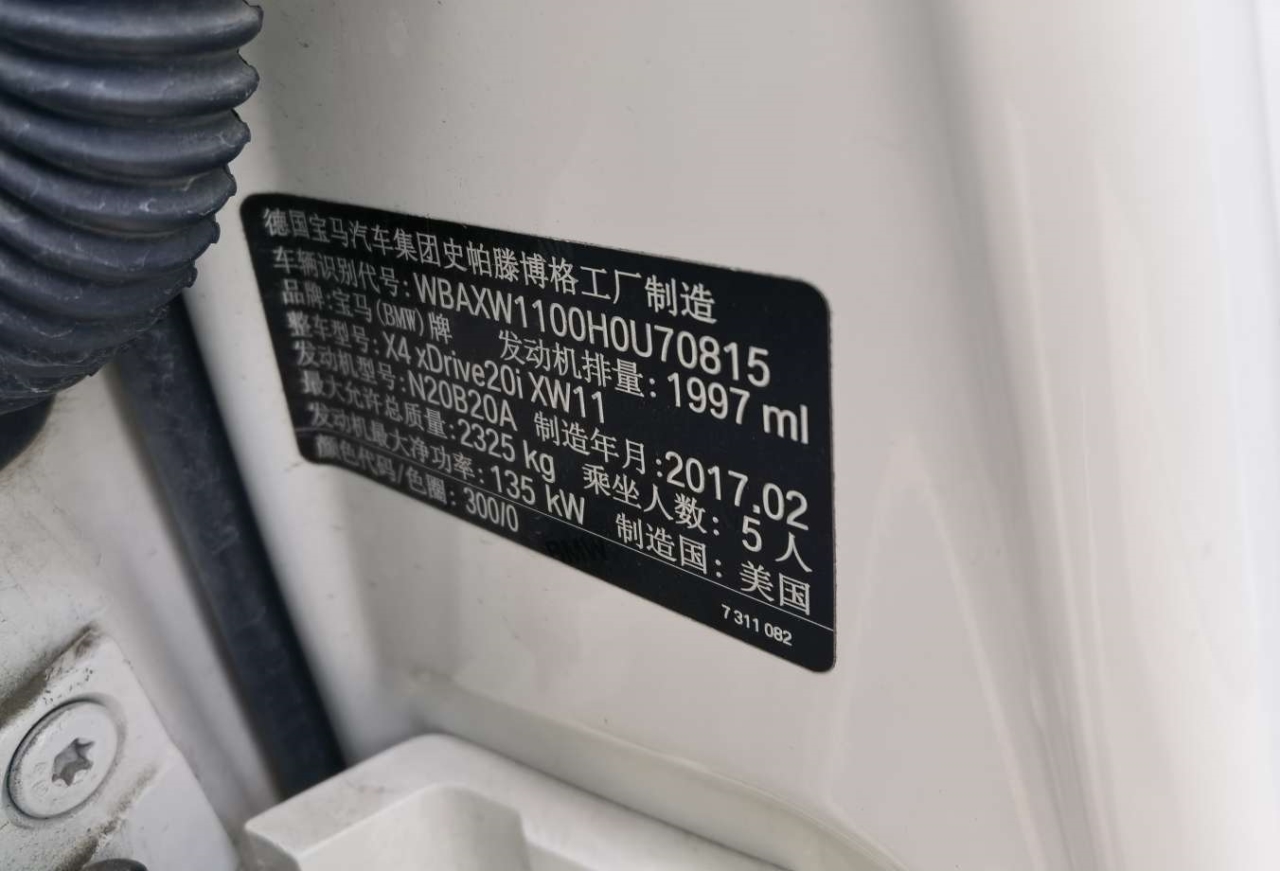 德国宝马汽车集团史帕滕博格工厂制造
车辆识别代号: WBAXW1100H0U70815
品牌: 宝马(BMW)牌 发动机排量: 1997 ml
整车型号: X4 xDrive20i XW11
发动机型号: N20B20A 制造年月: 2017.02
最大允许总质量: 2325 kg 乘坐人数: 5人
发动机最大净功率: 135 kW 制造国: 美国
颜色代码/色圈: 300/0
BMW
7 311 082